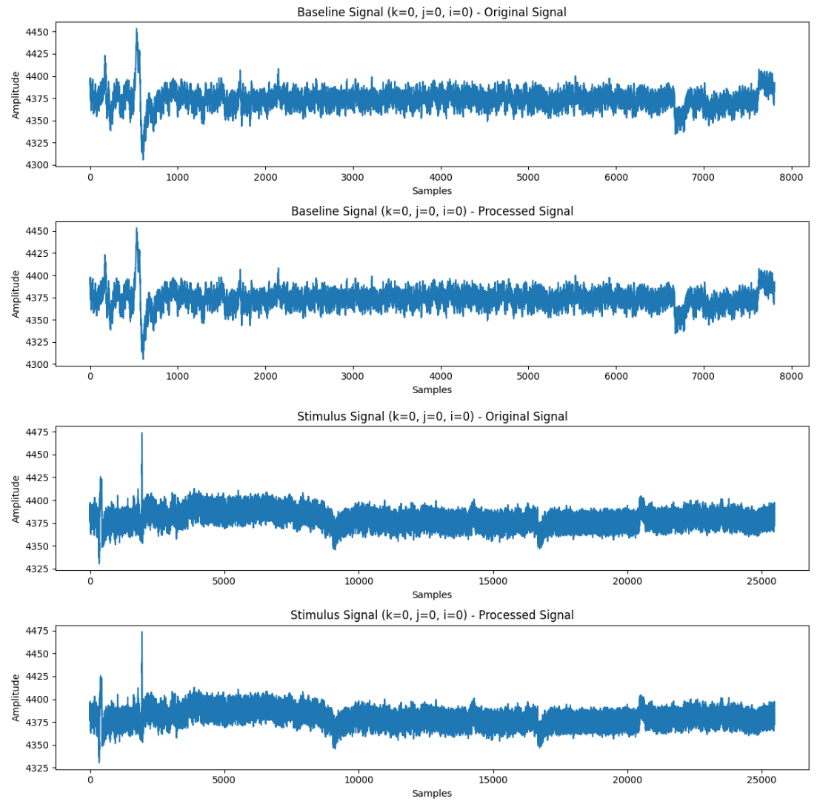 Baseline Signal (k=0, j=0, i=0) - Original Signal
4450
4425
4400
4375
4350
4325
4300
Amplitude
0 1000 2000 3000 4000 5000 6000 7000 8000
Samples
Baseline Signal (k=0, j=0, i=0) - Processed Signal
4450
4425
4400
4375
4350
4325
4300
Amplitude
0 1000 2000 3000 4000 5000 6000 7000 8000
Samples
Stimulus Signal (k=0, j=0, i=0) - Original Signal
4475
4450
4425
4400
4375
4350
4325
Amplitude
0 5000 10000 15000 20000 25000
Samples
Stimulus Signal (k=0, j=0, i=0) - Processed Signal
4475
4450
4425
4400
4375
4350
4325
Amplitude
0 5000 10000 15000 20000 25000
Samples